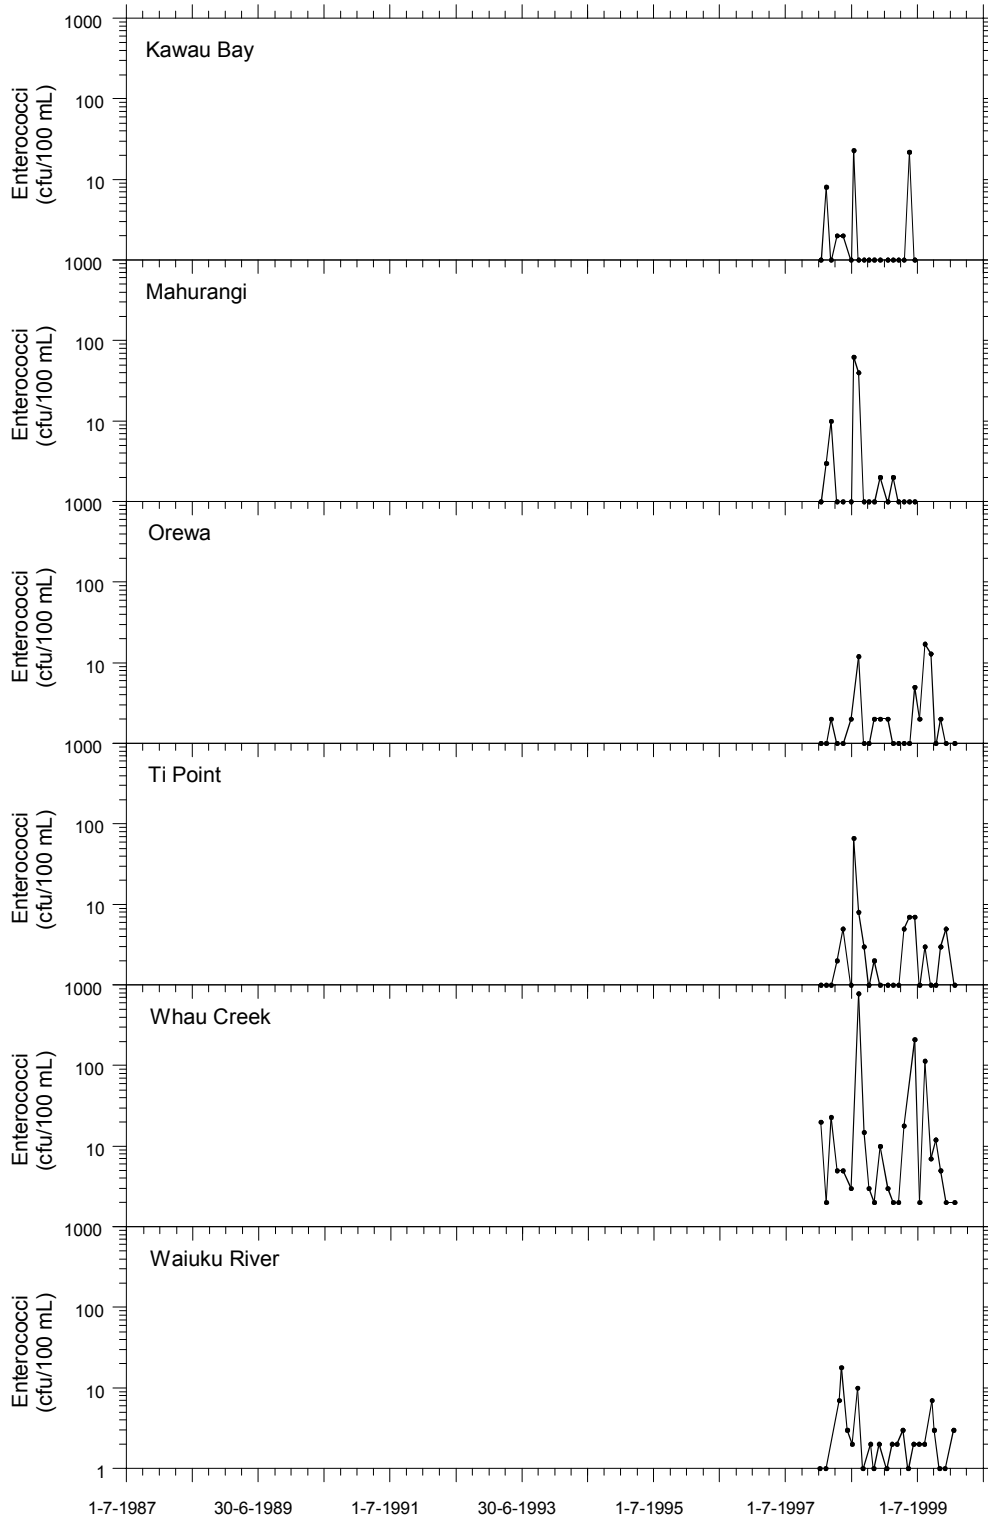 1000
Kawau Bay
100
10
Enterococci
(cfu/100 mL)
1000
Mahurangi
100
10
Enterococci
(cfu/100 mL)
1000
Orewa
100
10
Enterococci
(cfu/100 mL)
1000
Ti Point
100
10
Enterococci
(cfu/100 mL)
1000
Whau Creek
100
10
Enterococci
(cfu/100 mL)
1000
Waiuku River
100
10
Enterococci
(cfu/100 mL)
1
1-7-1987 30-6-1989 1-7-1991 30-6-1993 1-7-1995 1-7-1997 1-7-1999